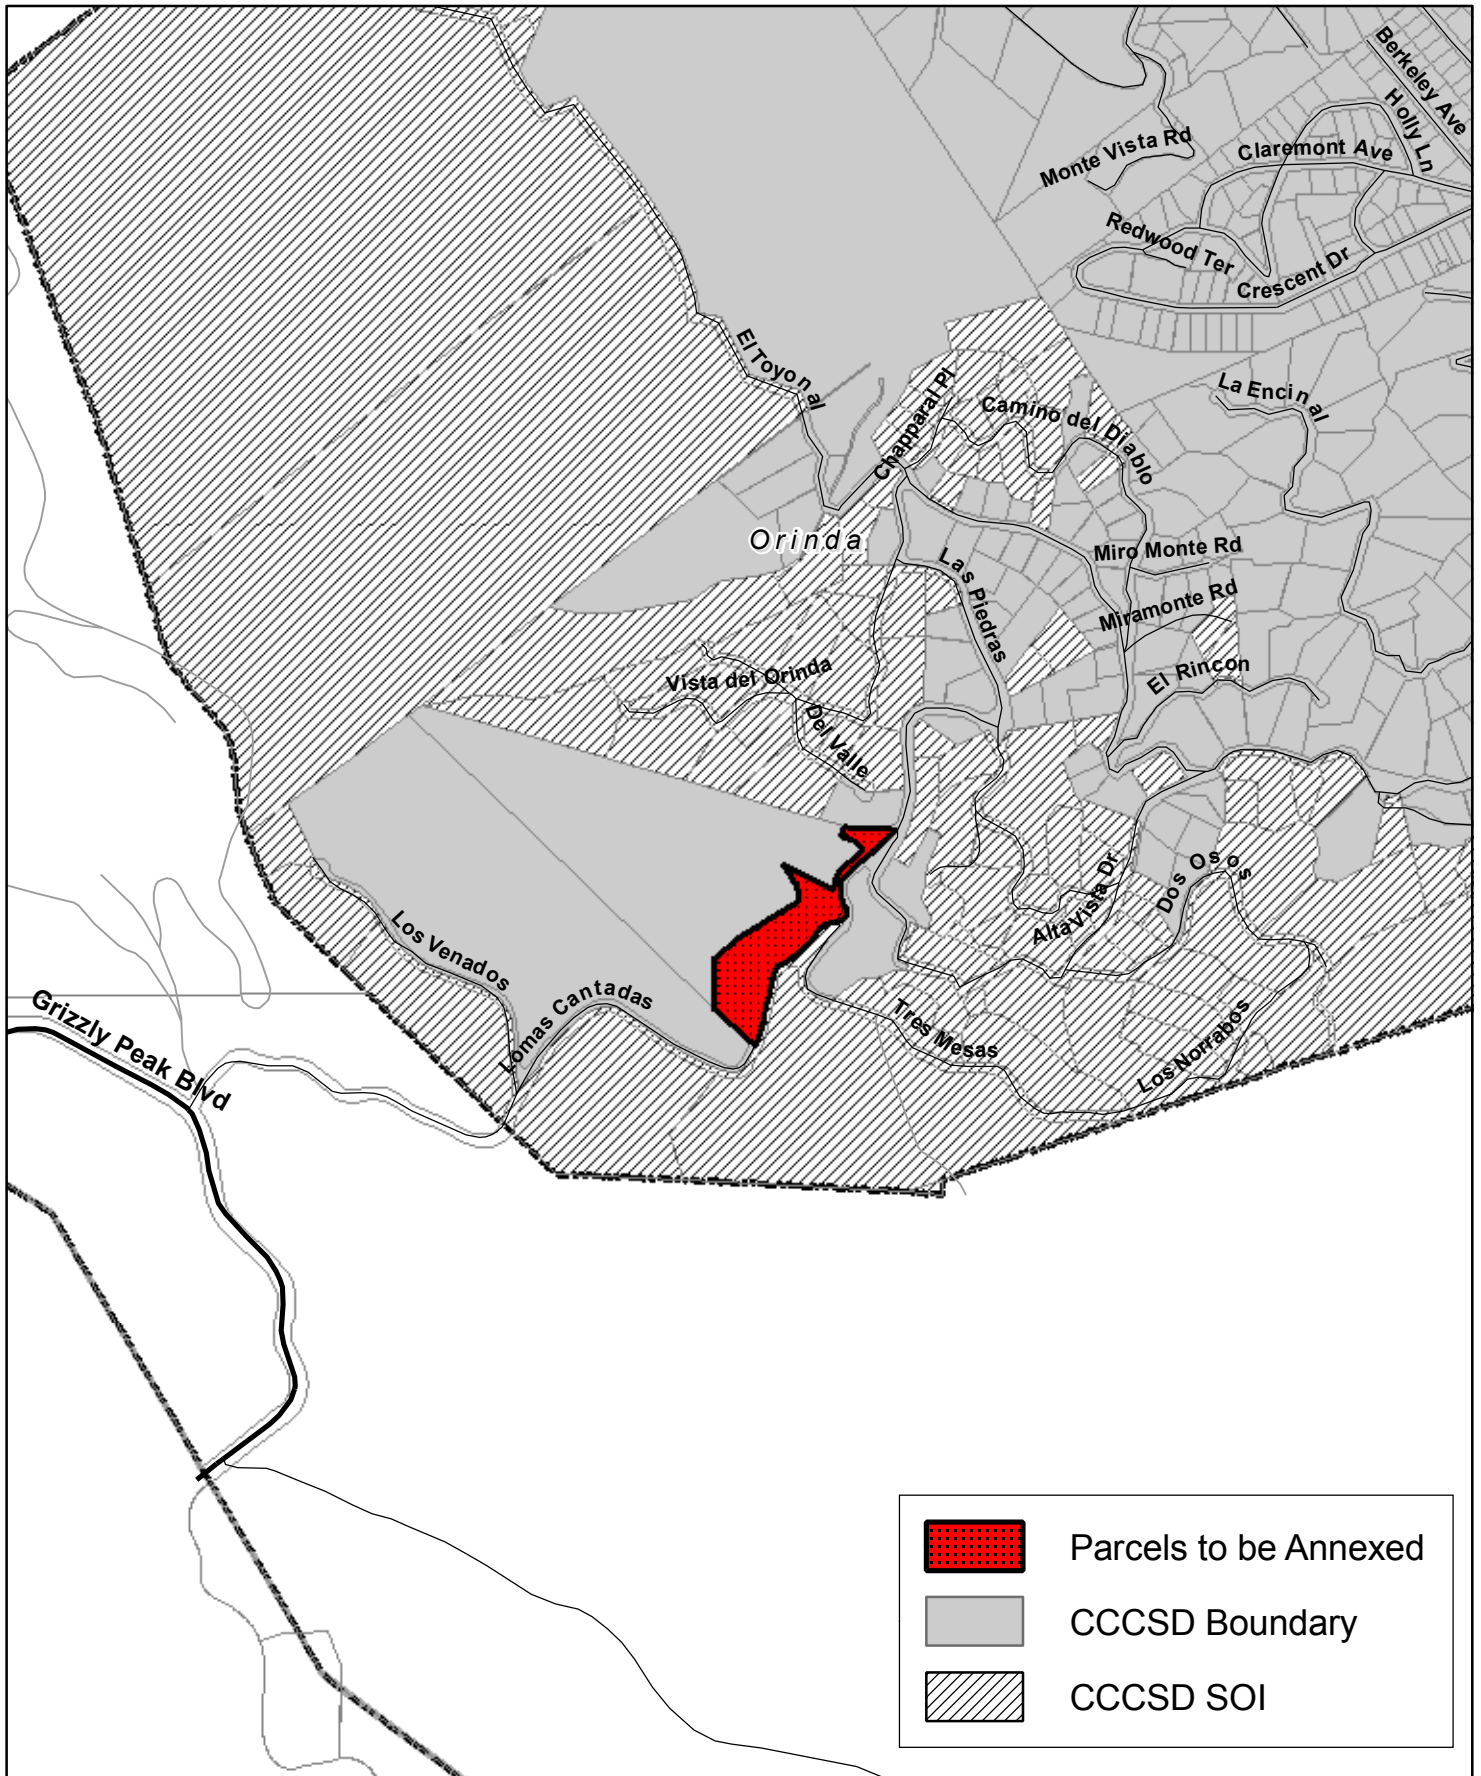 Berkeley Ave
Holly Ln
Monte Vista Rd
Claremont Ave
Redwood Ter
Crescent Dr
El Toyonal
Chapparal Pl
La Encinal
Camino del Diablo
Orinda
Miro Monte Rd
Las Piedras
Miramonte Rd
Vista del Orinda
El Rincon
Del Valle
Dos Osos
Alta Vista Dr
Los Venados
Lomas Cantadas
Grizzly Peak Blvd
Tres Mesas
Los Norrabos
Parcels to be Annexed
CCCSD Boundary
CCCSD SOI